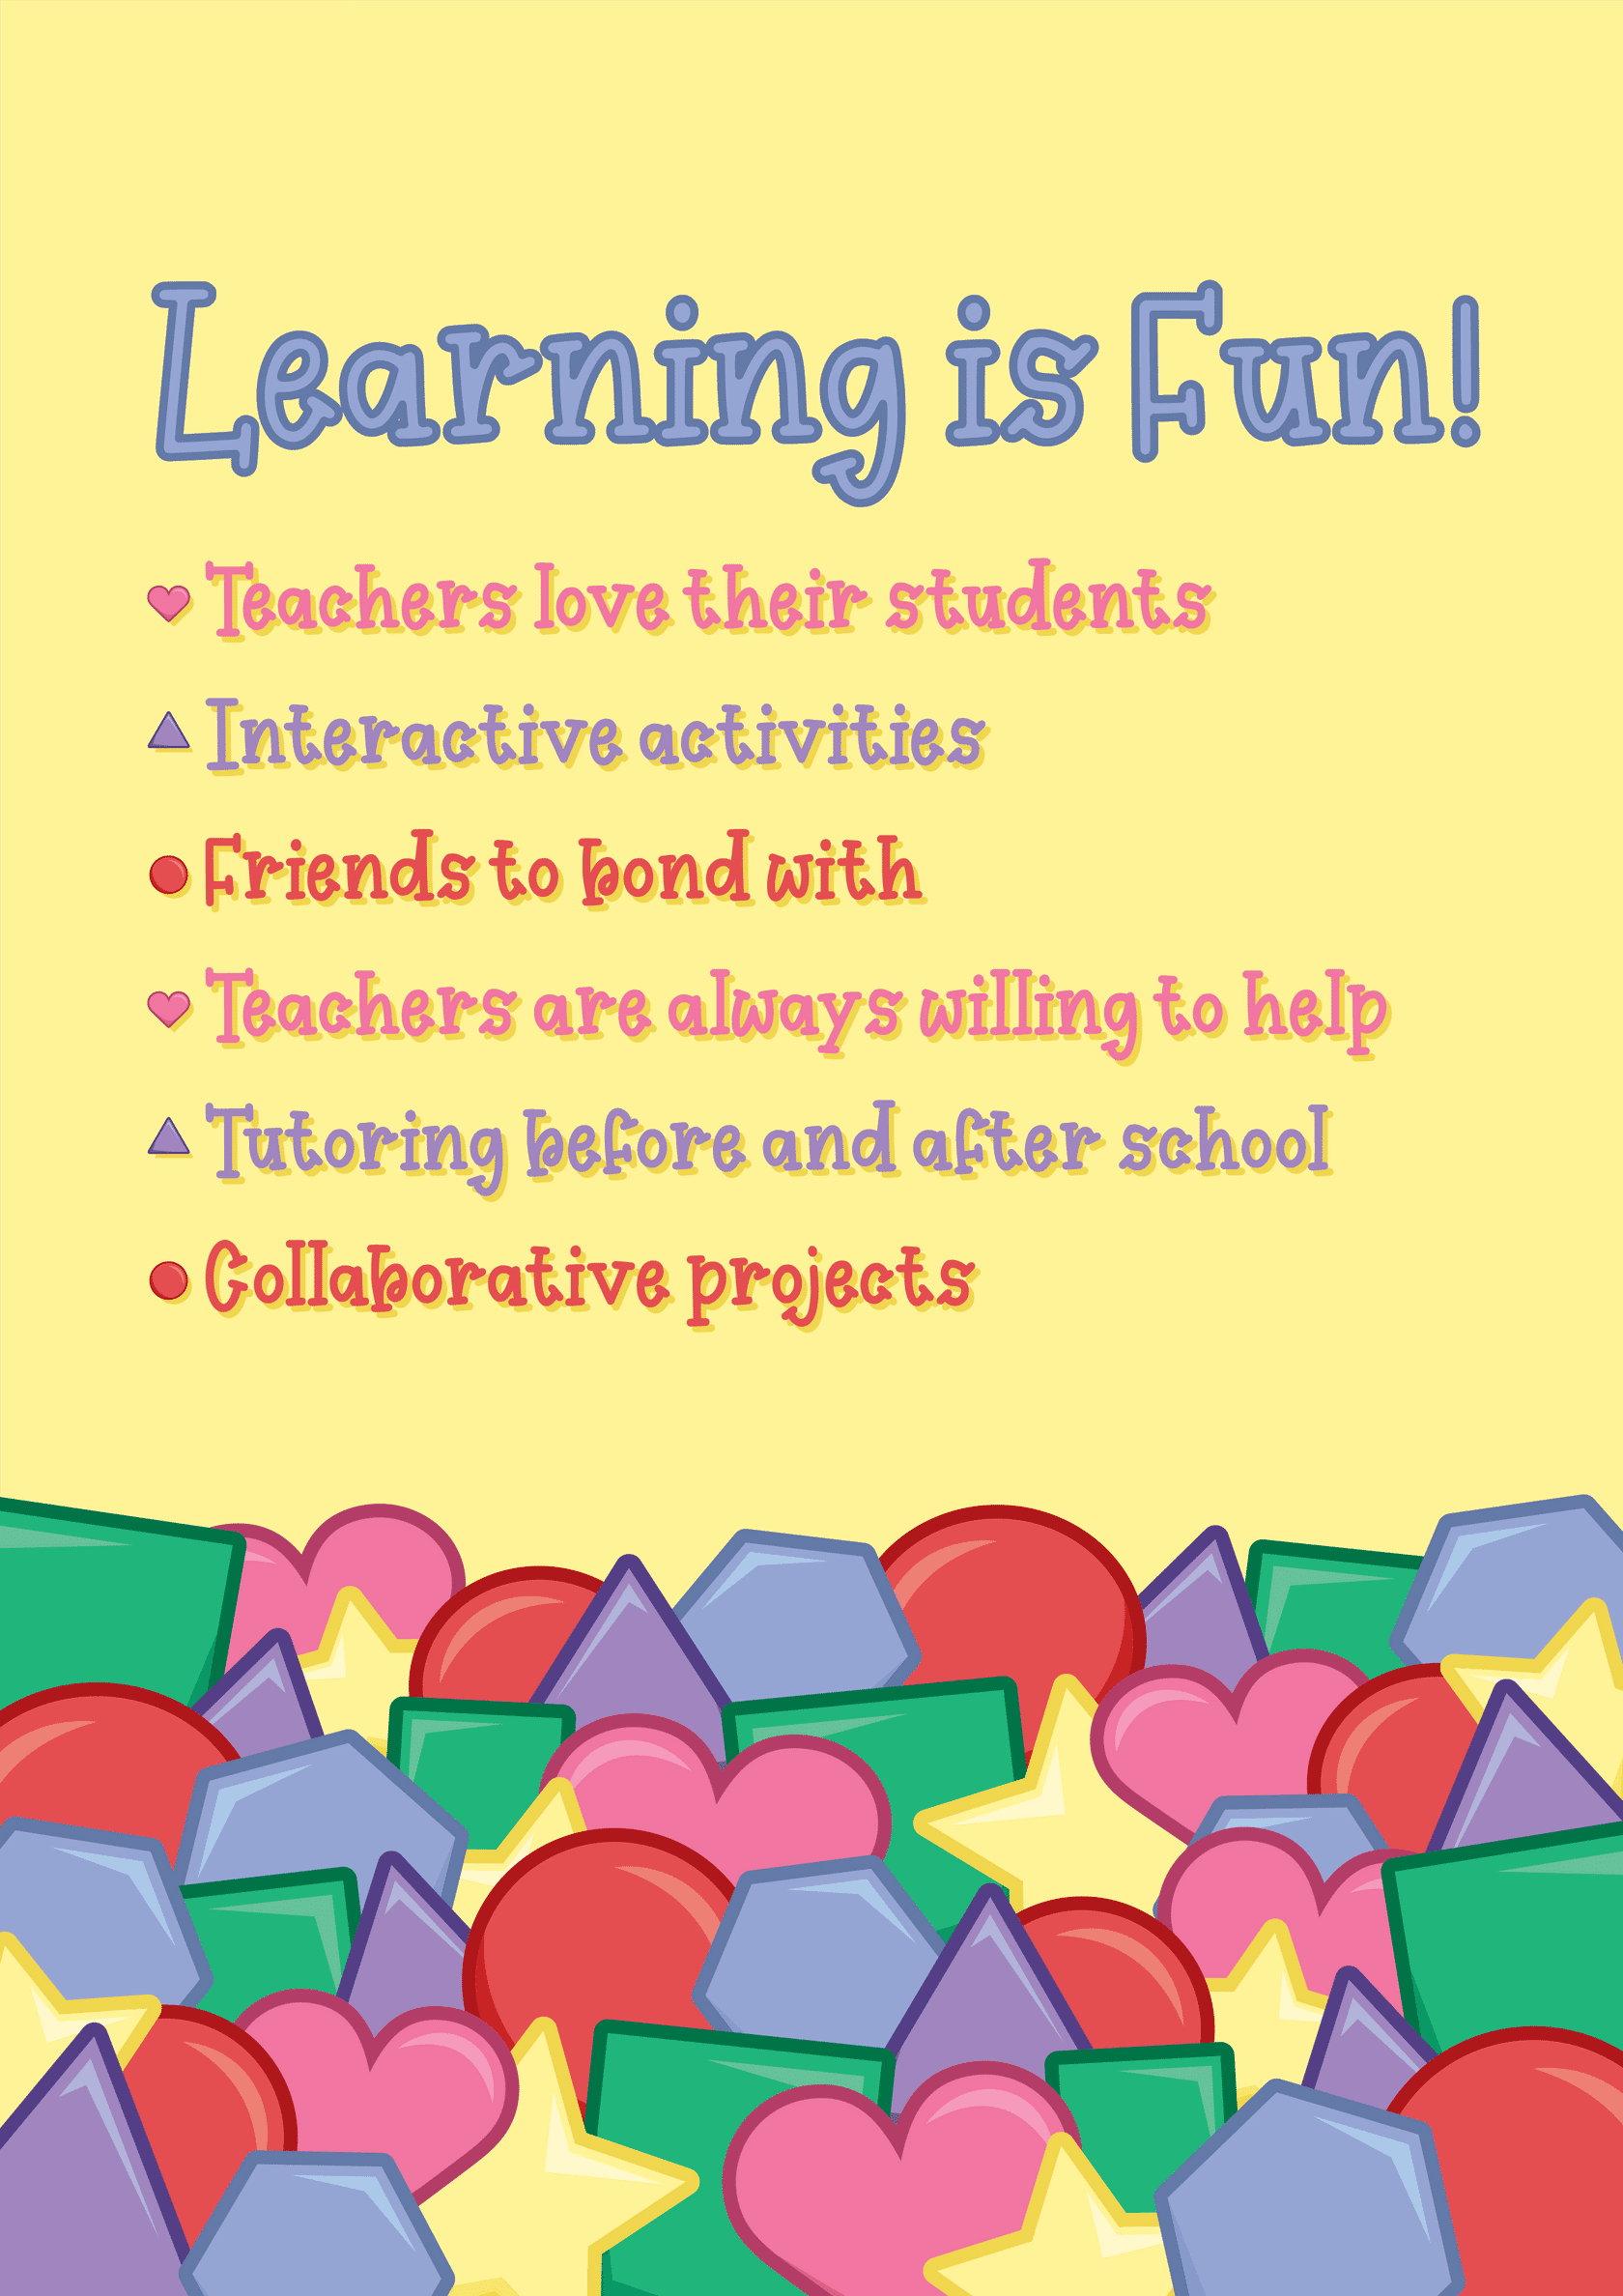 Learning is Fun!
Teachers love their students
Interactive activities
Friends to bond with
Teachers are always willing to help
Tutoring before and after school
Collaborative projects